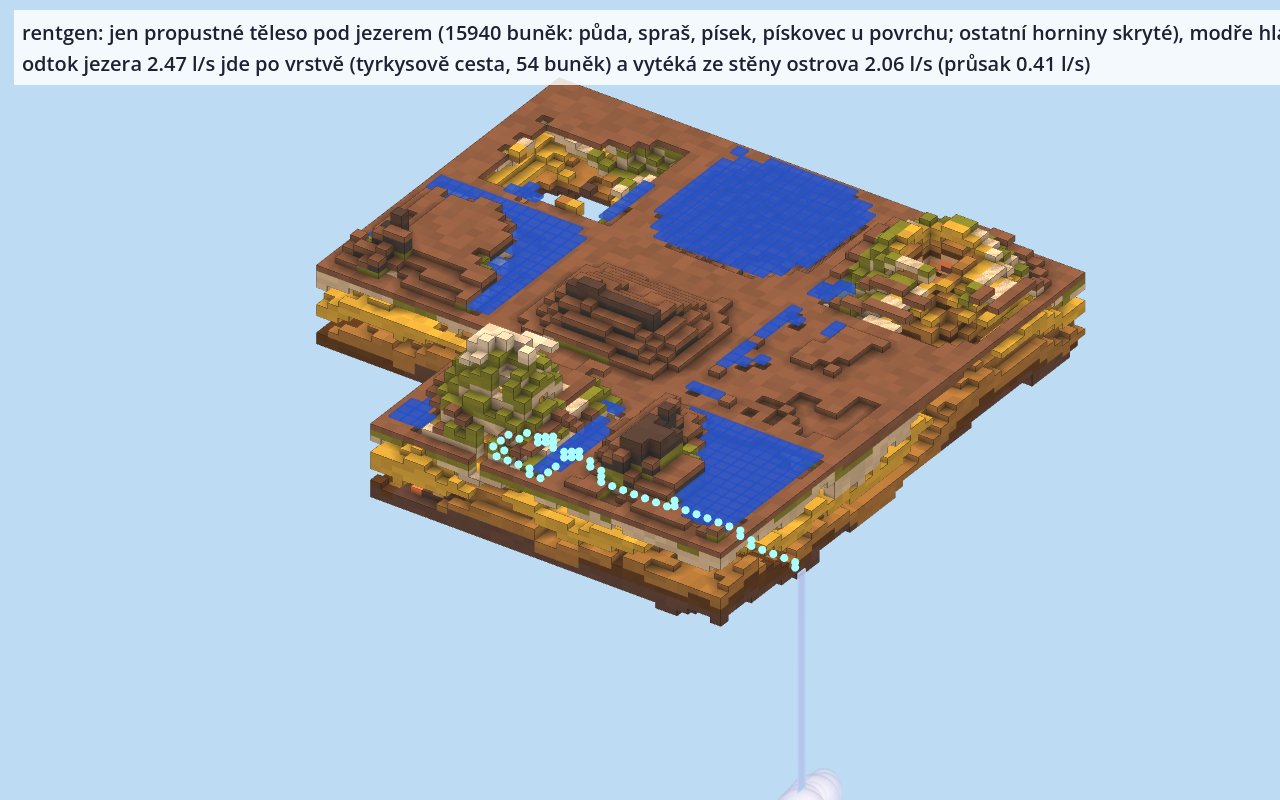 rentgen: jen propustné těleso pod jezerem (15940 buněk: půda, spraš, písek, pískovec u povrchu; ostatní horniny skryté), modře
odtok jezera 2.47 l/s jde po vrstvě (tyrkysově cesta, 54 buněk) a vytéká ze stěny ostrova 2.06 l/s (průsak 0.41 l/s)